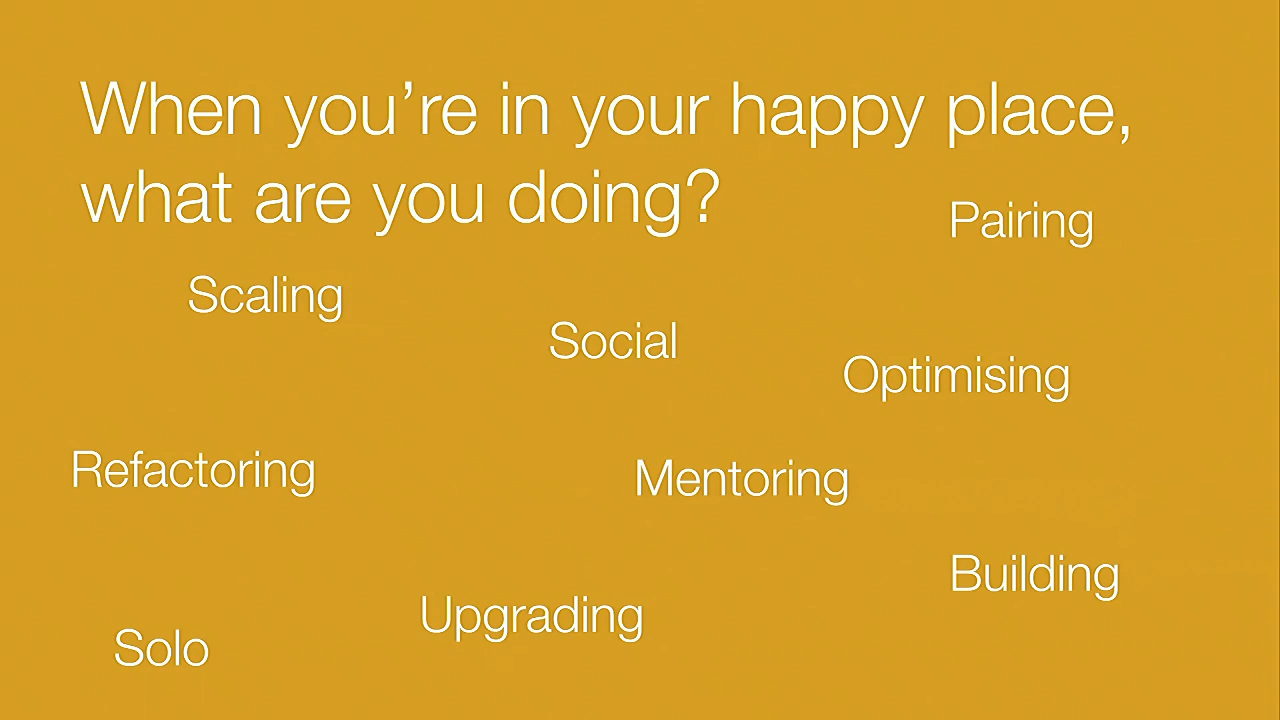 When you’re in your happy place,
what are you doing?
Pairing
Scaling
Social
Optimising
Refactoring
Mentoring
Building
Upgrading
Solo